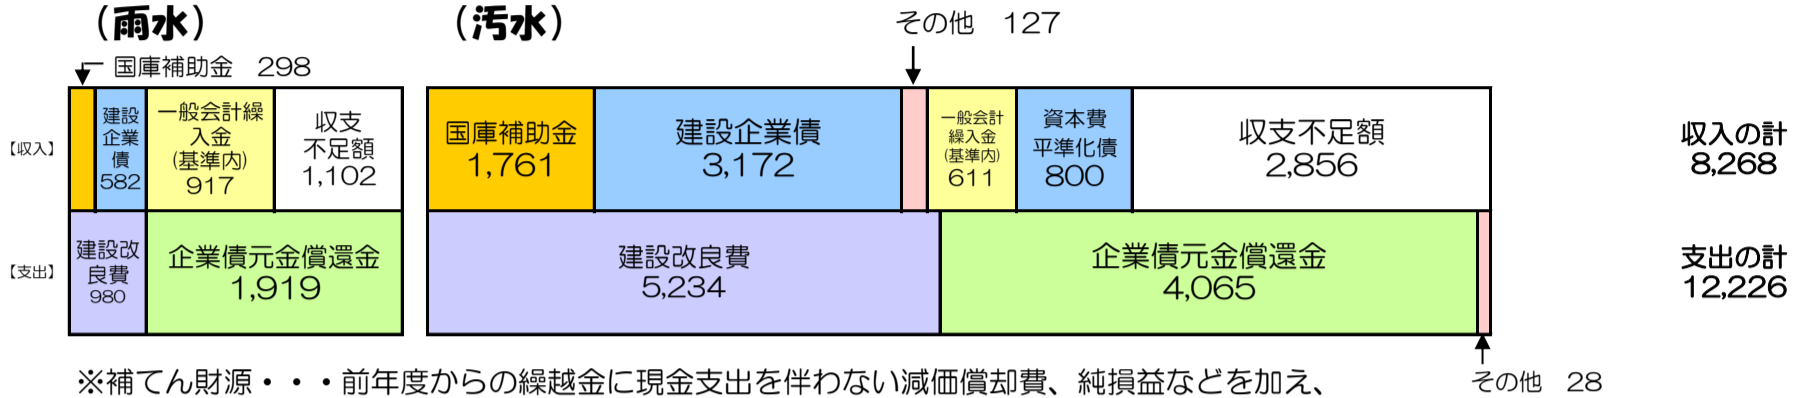 （雨水）
国庫補助金　298
（汚水）
その他　127
【収入】
建設
企業
債
582
一般会計繰
入金
(基準内)
917
収支
不足額
1,102
国庫補助金
1,761
建設企業債
3,172
一般会計
繰入金
(基準内)
611
資本費
平準化債
800
収支不足額
2,856
収入の計
8,268
【支出】
建設改
良費
980
企業債元金償還金
1,919
建設改良費
5,234
企業債元金償還金
4,065
支出の計
12,226
その他　28
※補てん財源・・・前年度からの繰越金に現金支出を伴わない減価償却費、純損益などを加え、